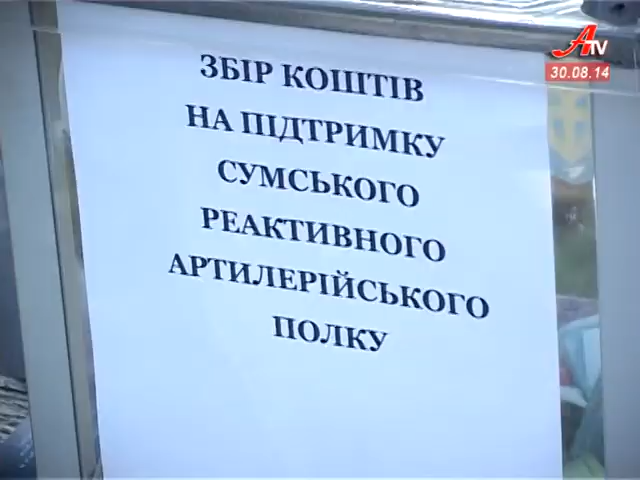 ATV
30.08.14
ЗБІР КОШТІВ
НА ПІДТРИМКУ
СУМСЬКОГО
РЕАКТИВНОГО
АРТИЛЕРІЙСЬКОГО
ПОЛКУ